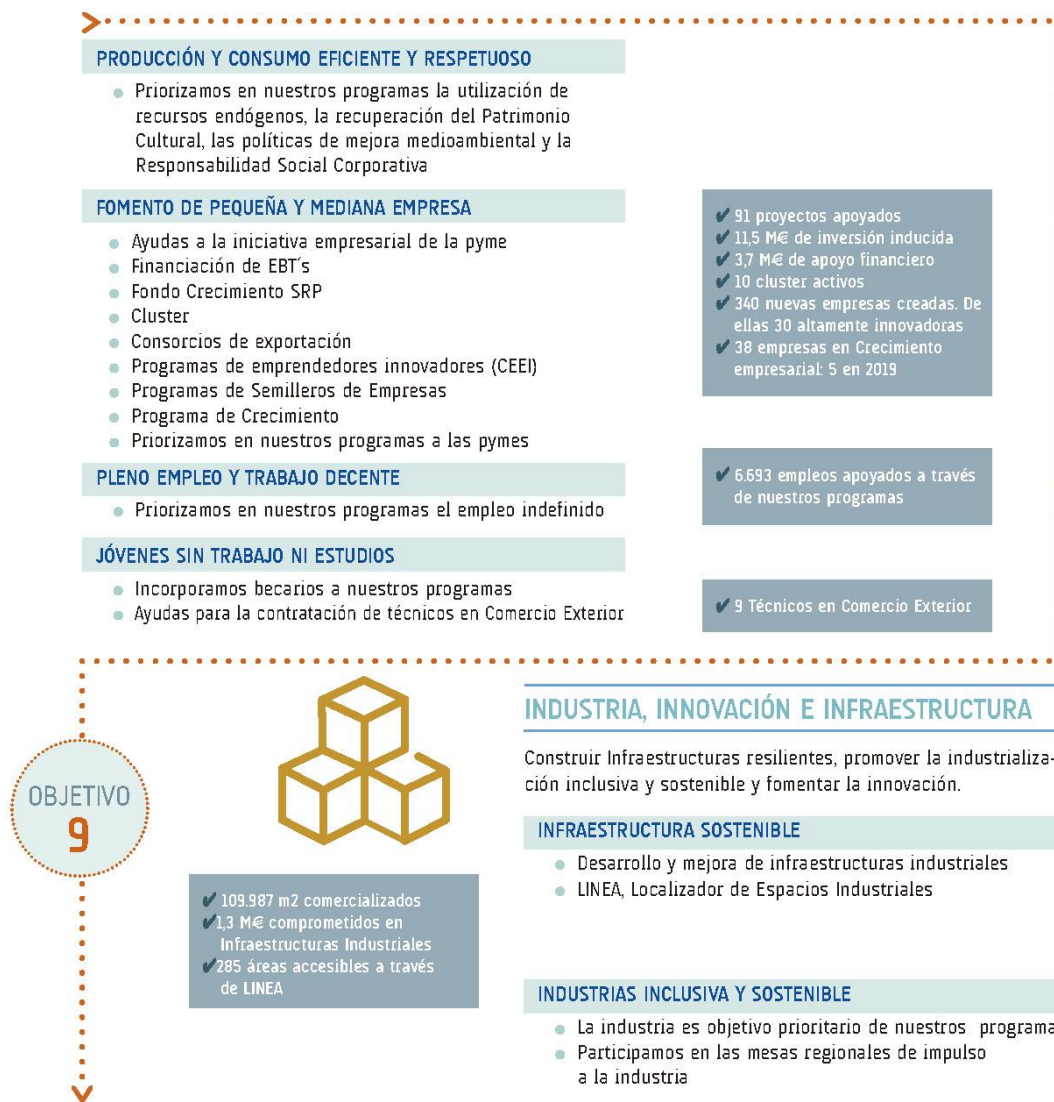 PRODUCCIÓN Y CONSUMO EFICIENTE Y RESPETUOSO
Priorizamos en nuestros programas la utilización de
recursos endógenos, la recuperación del Patrimonio
Cultural, las políticas de mejora medioambiental y la
Responsabilidad Social Corporativa
FOMENTO DE PEQUEÑA Y MEDIANA EMPRESA
Ayudas a la iniciativa empresarial de la pyme
Financiación de EBT´s
Fondo Crecimiento SRP
Cluster
Consorcios de exportación
Programas de emprendedores innovadores (CEEI)
Programas de Semilleros de Empresas
Programa de Crecimiento
Priorizamos en nuestros programas a las pymes
✔ 91 proyectos apoyados
✔ 11,5 M€ de inversión inducida
✔ 3,7 M€ de apoyo financiero
✔ 10 cluster activos
✔ 340 nuevas empresas creadas. De
ellas 30 altamente innovadoras
✔ 38 empresas en Crecimiento
empresarial: 5 en 2019
PLENO EMPLEO Y TRABAJO DECENTE
Priorizamos en nuestros programas el empleo indefinido
✔ 6.693 empleos apoyados a través
de nuestros programas
JÓVENES SIN TRABAJO NI ESTUDIOS
Incorporamos becarios a nuestros programas
Ayudas para la contratación de técnicos en Comercio Exterior
✔ 9 Técnicos en Comercio Exterior
OBJETIVO
9
✔ 109.987 m2 comercializados
✔ 1,3 M€ comprometidos en
Infraestructuras Industriales
✔ 285 áreas accesibles a través
de LINEA
INDUSTRIA, INNOVACIÓN E INFRAESTRUCTURA
Construir Infraestructuras resilientes, promover la industrializa-
ción inclusiva y sostenible y fomentar la innovación.
INFRAESTRUCTURA SOSTENIBLE
Desarrollo y mejora de infraestructuras industriales
LINEA, Localizador de Espacios Industriales
INDUSTRIAS INCLUSIVA Y SOSTENIBLE
La industria es objetivo prioritario de nuestros programa
Participamos en las mesas regionales de impulso
a la industria